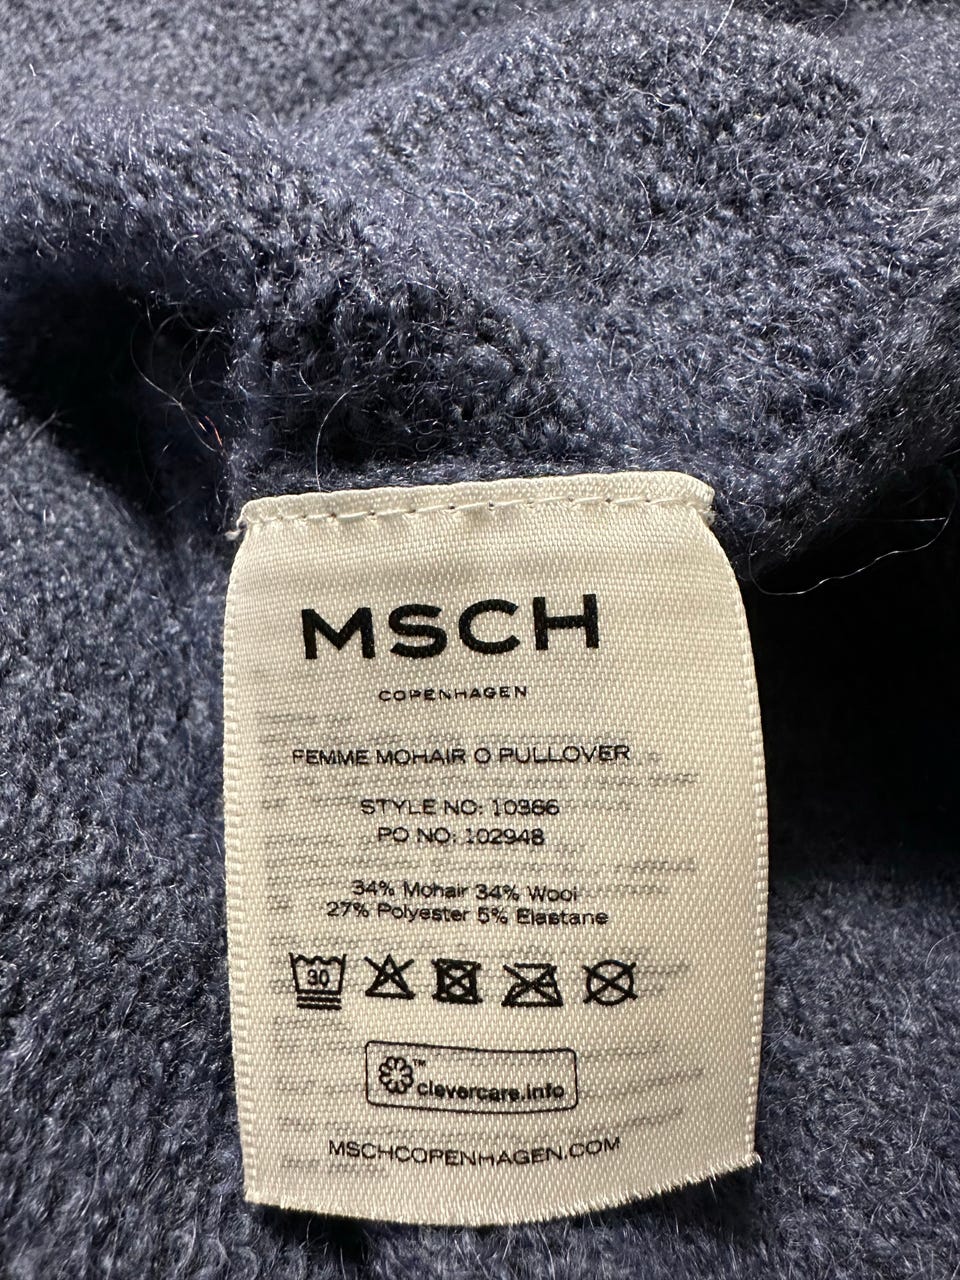 MSCH
COPENHAGEN
FEMME MOHAIR O PULLOVER
STYLE NO: 10366
PO NO: 102948
34% Mohair 34% Wool
27% Polyester 5% Elastane
30
™
clevercare.info
MSCHCOPENHAGEN.COM